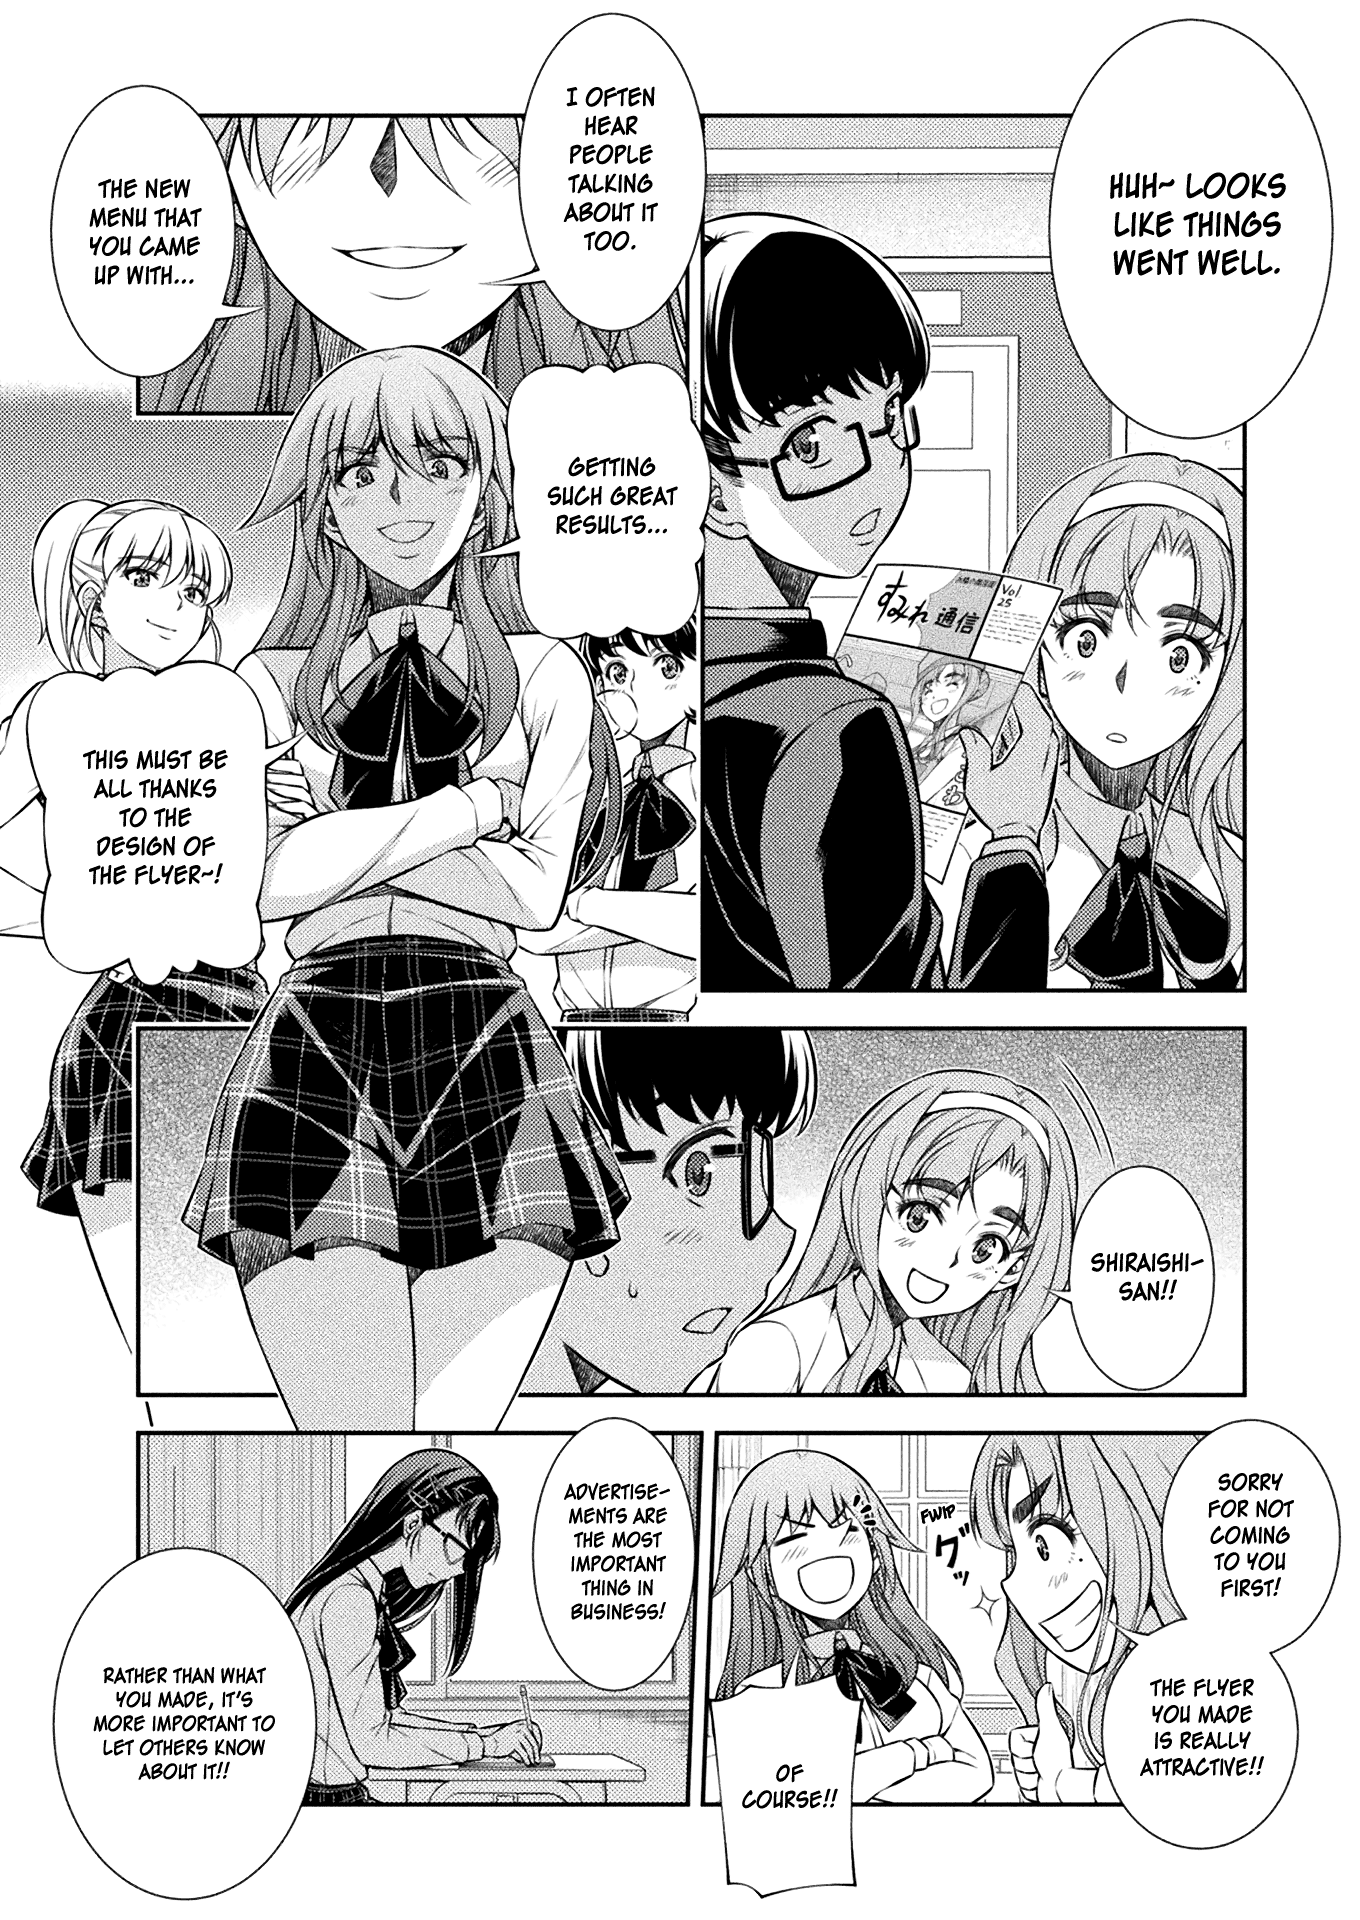 HUH~ LOOKS
LIKE THINGS
WENT WELL.
すみれ 通信
Vol
25
I OFTEN
HEAR
PEOPLE
TALKING
ABOUT IT
TOO.
THE NEW
MENU THAT
YOU CAME
UP WITH...
GETTING
SUCH GREAT
RESULTS...
THIS MUST BE
ALL THANKS
TO THE
DESIGN OF
THE FLYER~!
SHIRAISHI-
SAN!!
SORRY
FOR NOT
COMING
TO YOU
FIRST!
THE FLYER
YOU MADE
IS REALLY
ATTRACTIVE!!
FWIP
グッ
OF
COURSE!!
ADVERTISE-
MENTS ARE
THE MOST
IMPORTANT
THING IN
BUSINESS!
RATHER THAN WHAT
YOU MADE, IT'S
MORE IMPORTANT TO
LET OTHERS KNOW
ABOUT IT!!